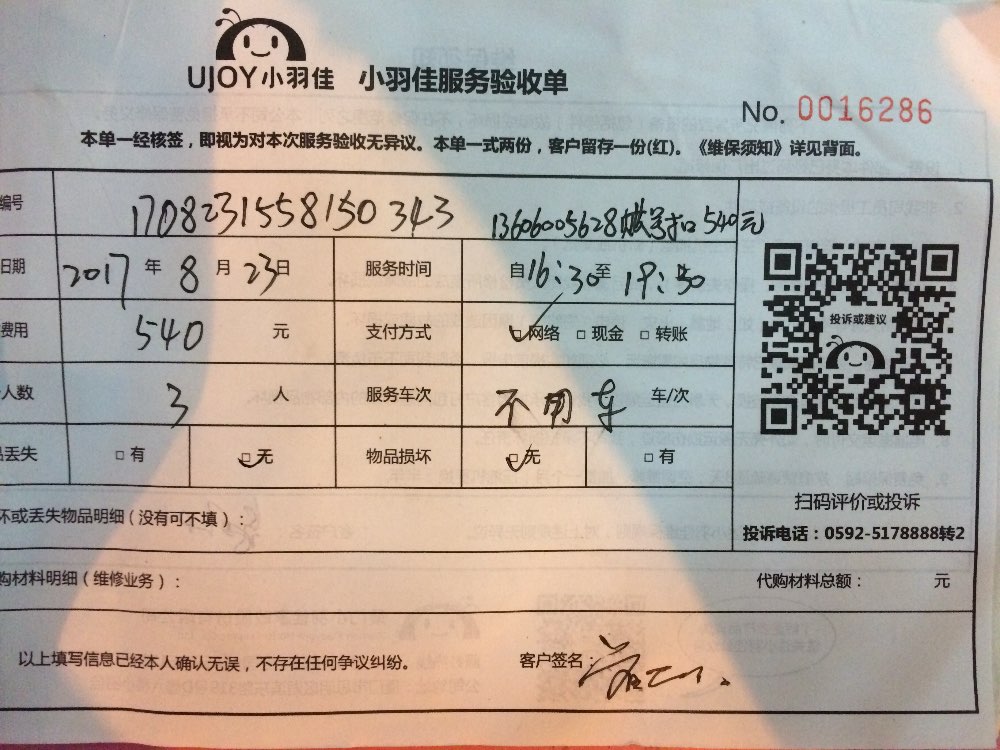 UJOY小羽佳 小羽佳服务验收单
No. 0016286
本单一经核签，即视为对本次服务验收无异议。本单一式两份，客户留存一份(红)。《维保须知》详见背面。
编号 1708231558150343 13606005628 540元
日期 2017 年 8 月 23日 服务时间 自16:30至 19:30
费用 540 元 支付方式 □网络 □现金 □转账
人数 3 人 服务车次 不用车 车/次
品丢失 □有 □无 物品损坏 □无 □有
投诉或建议
扫码评价或投诉
投诉电话：0592-5178888转2
坏或丢失物品明细（没有可不填）：
购材料明细（维修业务）： 代购材料总额： 元
以上填写信息已经本人确认无误，不存在任何争议纠纷。 客户签名：